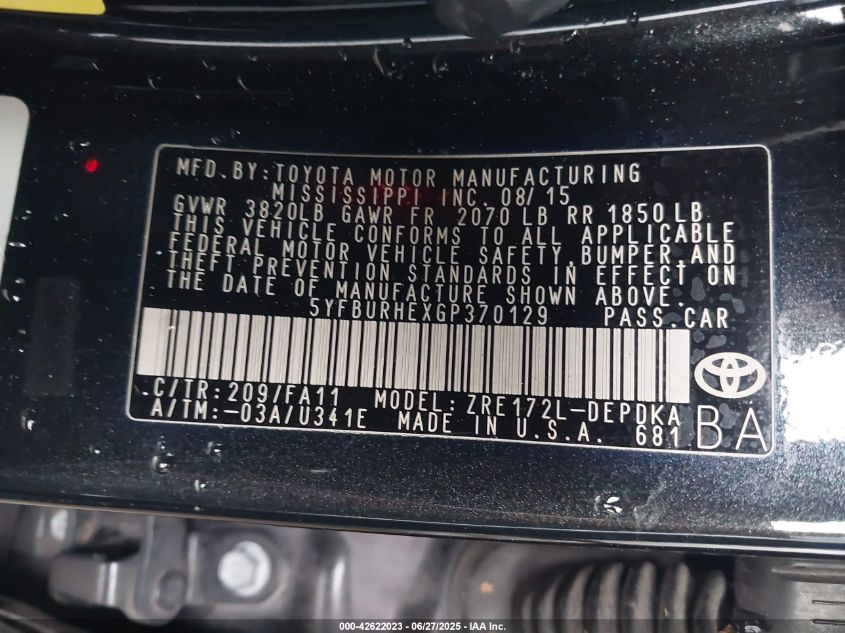 MFD. BY: TOYOTA MOTOR MANUFACTURING
MISSISSIPPI INC. 08/15
GVWR 3820LB GAWR FR 2070 LB RR 1850 LB
THIS VEHICLE CONFORMS TO ALL APPLICABLE
FEDERAL MOTOR VEHICLE SAFETY, BUMPER, AND
THEFT PREVENTION STANDARDS IN EFFECT ON
THE DATE OF MANUFACTURE SHOWN ABOVE.
5YFBURHEXGP370129 PASS. CAR
C/TR: 209/FA11 MODEL: ZRE172L-DEPDKA
A/TM: -03A/U341E MADE IN U.S.A. 681
BA
000-42622023 - 06/27/2025 - IAA Inc.